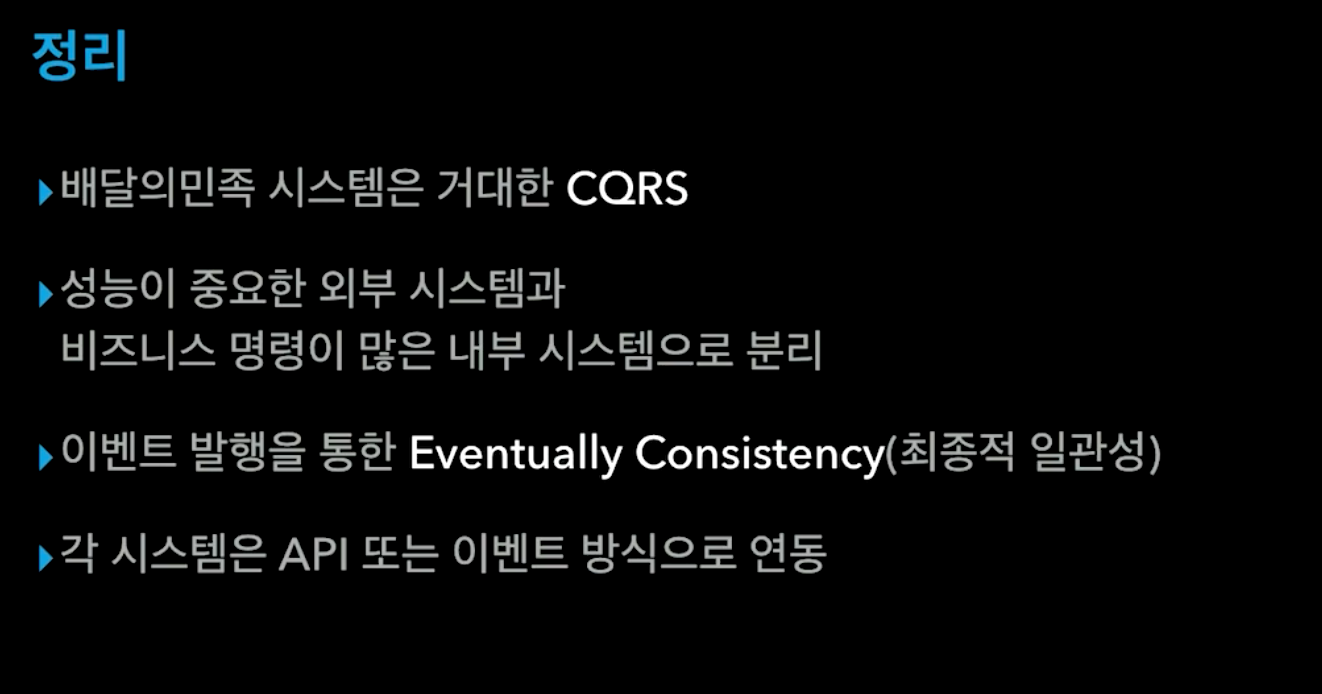 정리
배달의민족 시스템은 거대한 CQRS
성능이 중요한 외부 시스템과
비즈니스 명령이 많은 내부 시스템으로 분리
이벤트 발행을 통한 Eventually Consistency(최종적 일관성)
각 시스템은 API 또는 이벤트 방식으로 연동